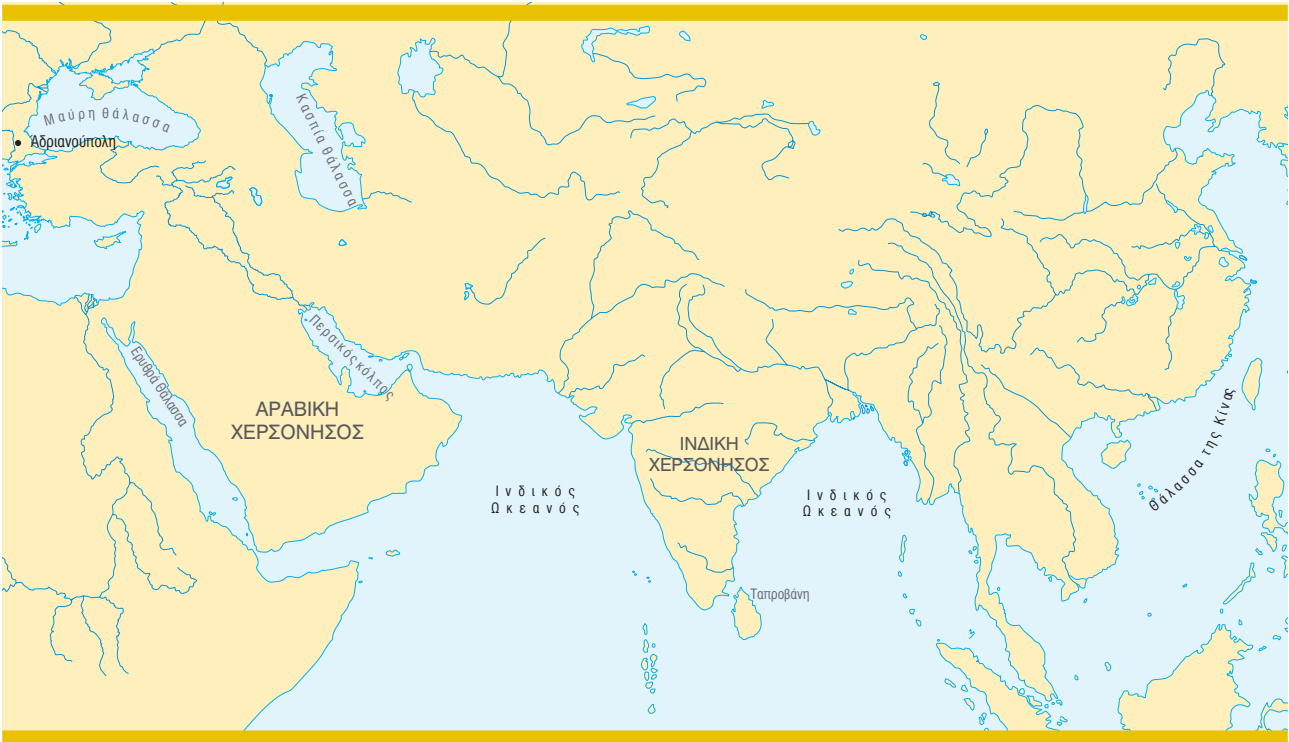 Μαύρη θάλασσα
Αδριανούπολη
Κασπία θάλασσα
Περσικός κόλπος
Ερυθρά θάλασσα
ΑΡΑΒΙΚΗ
ΧΕΡΣΟΝΗΣΟΣ
ΙΝΔΙΚΗ
ΧΕΡΣΟΝΗΣΟΣ
Θάλασσα της Κίνας
Ινδικός
Ωκεανός
Ινδικός
Ωκεανός
Ταπροβάνη